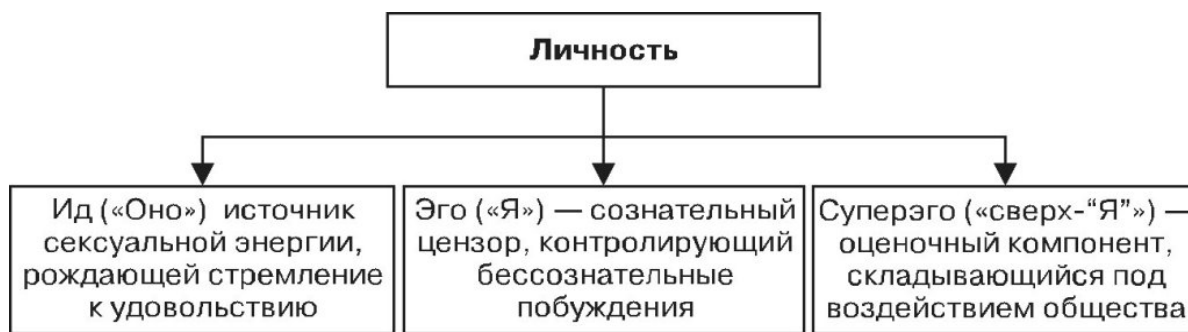 Личность
Ид («Оно») источник
сексуальной энергии,
рождающей стремление
к удовольствию
Эго («Я») — сознательный
цензор, контролирующий
бессознательные
побуждения
Суперэго («сверх-“Я”») —
оценочный компонент,
складывающийся под
воздействием общества